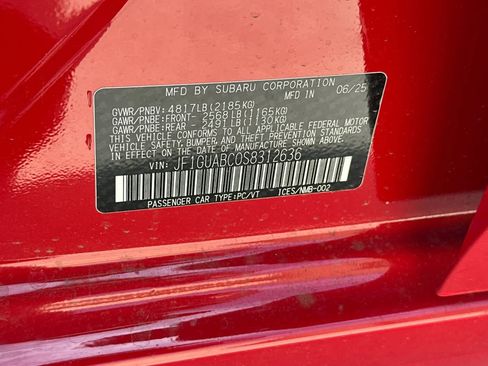 MFD BY SUBARU CORPORATION
MFD IN 06/25
GVWR/PNBV: 4817LB(2185KG)
GAWR/PNBE: FRONT- 2568LB(1165KG)
GAWR/PNBE: REAR - 2491LB(1130KG)
THIS VEHICLE CONFORMS TO ALL APPLICABLE FEDERAL MOTOR
VEHICLE SAFETY, BUMPER, AND THEFT PREVENTION STANDARDS
IN EFFECT ON THE DATE OF MANUFACTURE SHOWN ABOVE.
VIN: JF1GUABC0S8312636
PASSENGER CAR TYPE:PC/VT ICES/NMB-002